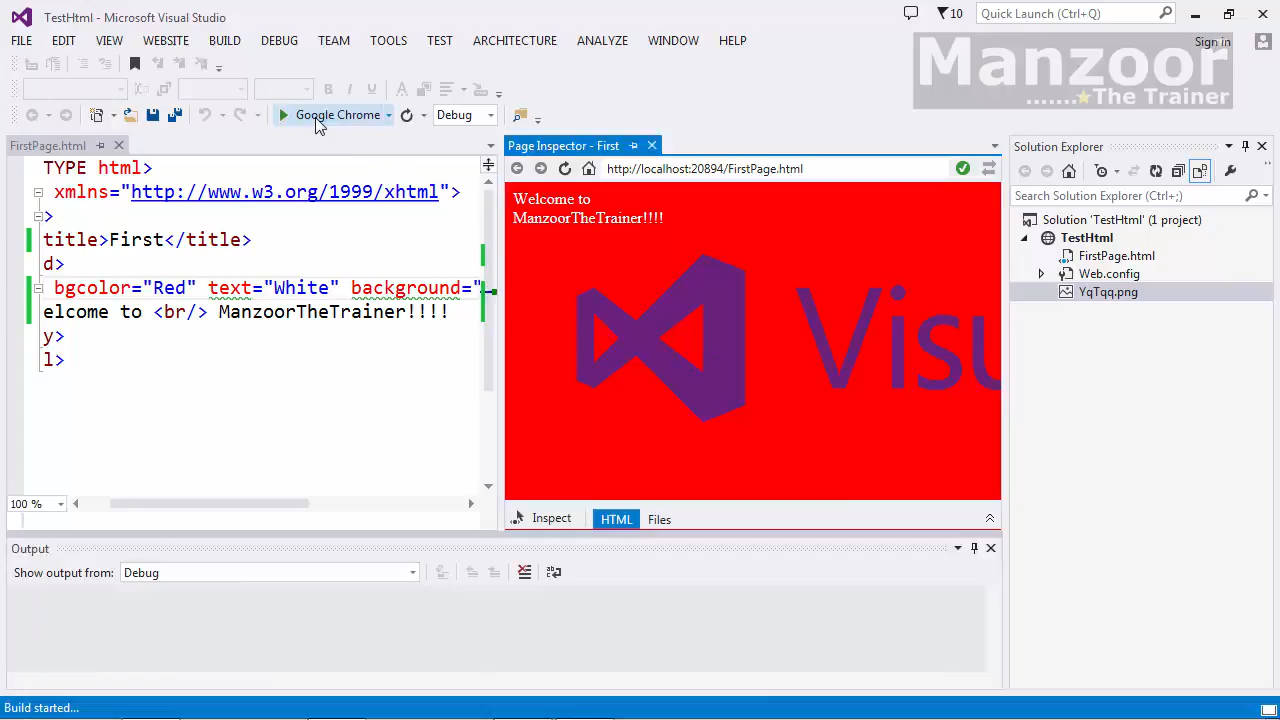 TestHtml - Microsoft Visual Studio
10
Quick Launch (Ctrl+Q)
FILE EDIT VIEW WEBSITE BUILD DEBUG TEAM TOOLS TEST ARCHITECTURE ANALYZE WINDOW HELP
Sign in
Manzoor
.......The Trainer
Google Chrome
Debug
FirstPage.html
Page Inspector - First
Solution Explorer
TYPE html>
xmlns="http://www.w3.org/1999/xhtml">
>
title>First</title>
d>
bgcolor="Red" text="White" background="
elcome to <br/> ManzoorTheTrainer!!!!
y>
l>
100 %
http://localhost:20894/FirstPage.html
Welcome to
ManzoorTheTrainer!!!!
Visu
Inspect
HTML
Files
Search Solution Explorer (Ctrl+;)
Solution 'TestHtml' (1 project)
TestHtml
FirstPage.html
Web.config
YqTqq.png
Output
Show output from: Debug
Build started...